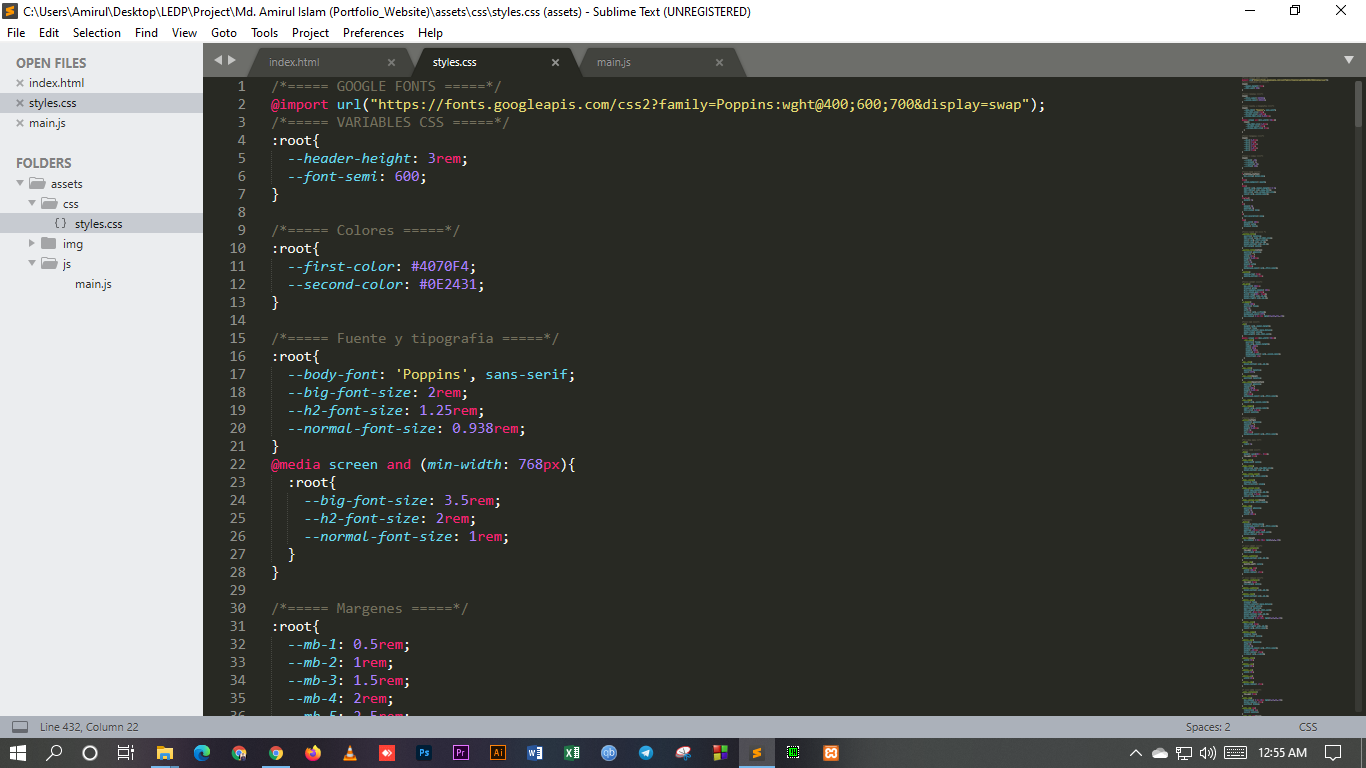 C:\Users\Amirul\Desktop\LEDP\Project\Md. Amirul Islam (Portfolio_Website)\assets\css\styles.css (assets) - Sublime Text (UNREGISTERED)
File Edit Selection Find View Goto Tools Project Preferences Help
OPEN FILES
index.html
styles.css
main.js
FOLDERS
assets
css
{} styles.css
img
js
main.js
index.html styles.css main.js
1 /*===== GOOGLE FONTS =====*/
2 @import url("https://fonts.googleapis.com/css2?family=Poppins:wght@400;600;700&display=swap");
3 /*===== VARIABLES CSS =====*/
4 :root{
5 --header-height: 3rem;
6 --font-semi: 600;
7 }
8
9 /*===== Colores =====*/
10 :root{
11 --first-color: #4070F4;
12 --second-color: #0E2431;
13 }
14
15 /*===== Fuente y tipografia =====*/
16 :root{
17 --body-font: 'Poppins', sans-serif;
18 --big-font-size: 2rem;
19 --h2-font-size: 1.25rem;
20 --normal-font-size: 0.938rem;
21 }
22 @media screen and (min-width: 768px){
23 :root{
24 --big-font-size: 3.5rem;
25 --h2-font-size: 2rem;
26 --normal-font-size: 1rem;
27 }
28 }
29
30 /*===== Margenes =====*/
31 :root{
32 --mb-1: 0.5rem;
33 --mb-2: 1rem;
34 --mb-3: 1.5rem;
35 --mb-4: 2rem;
36 --mb-5: 2.5rem;
Line 432, Column 22 Spaces: 2 CSS
Ps Pr Ai W X qb 12:55 AM